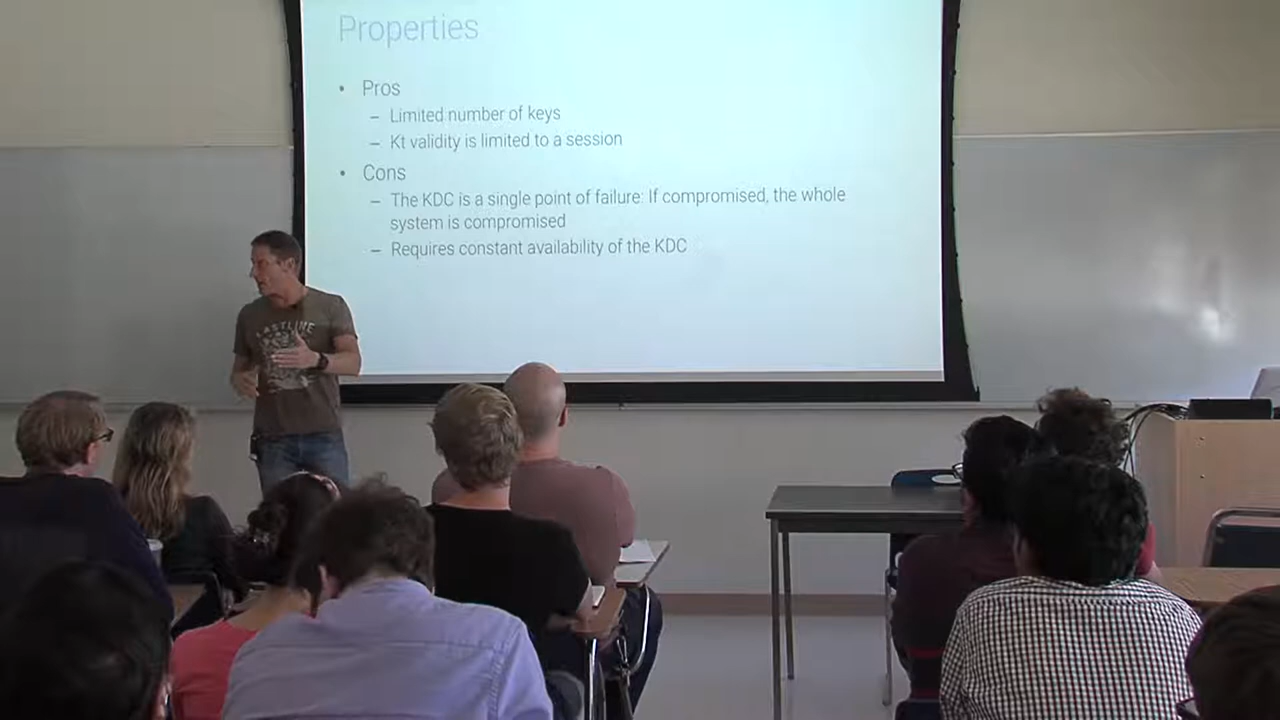 Properties
• Pros
– Limited number of keys
– Kt validity is limited to a session
• Cons
– The KDC is a single point of failure: If compromised, the whole
system is compromised
– Requires constant availability of the KDC
LASTLINE